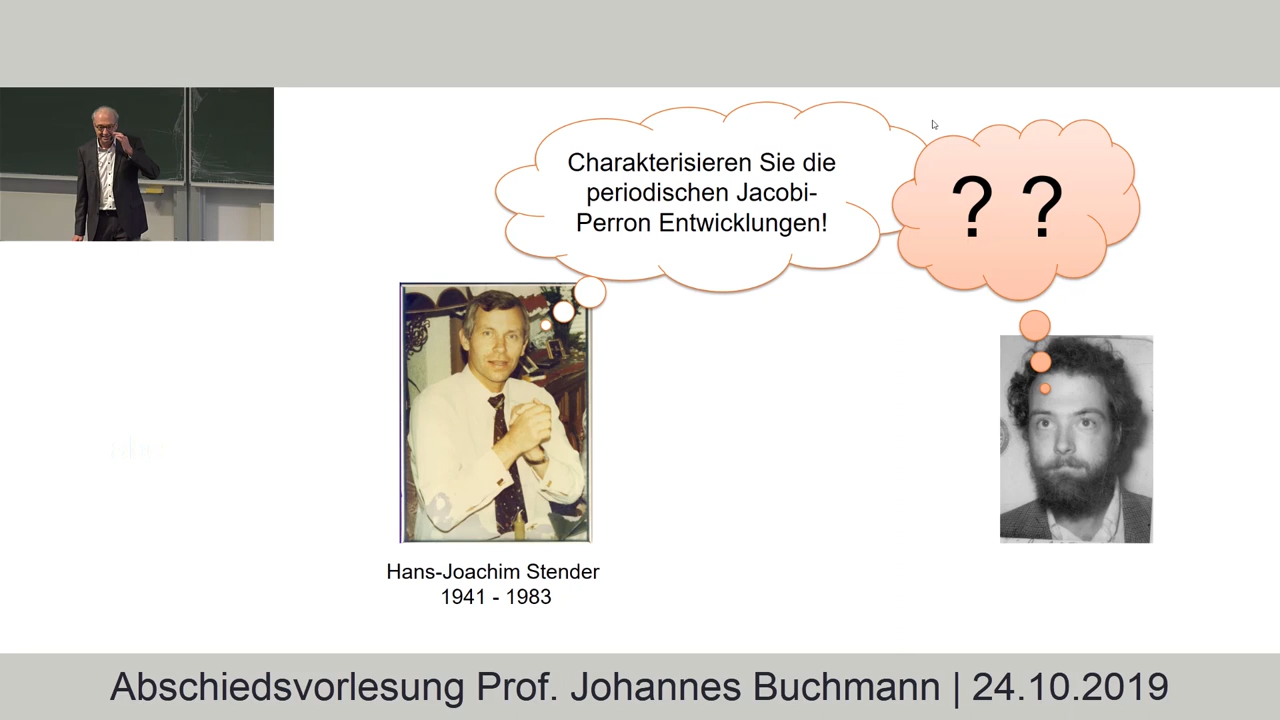 Charakterisieren Sie die
periodischen Jacobi-
Perron Entwicklungen!
? ?
Hans-Joachim Stender
1941 - 1983
Abschiedsvorlesung Prof. Johannes Buchmann | 24.10.2019